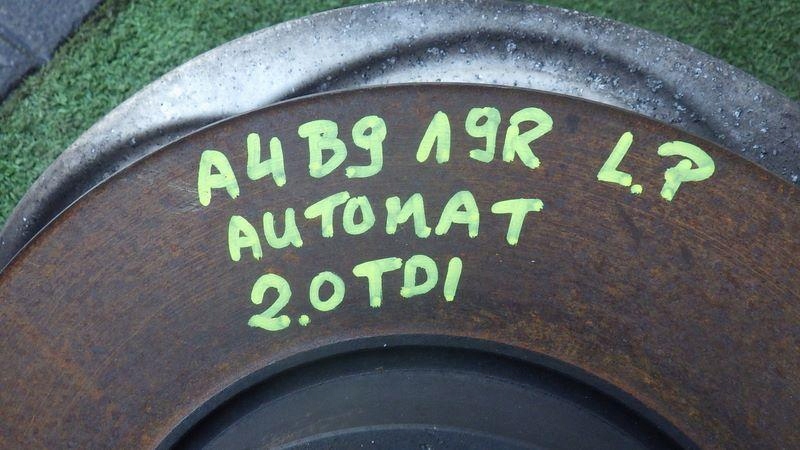 A4B9 19R L.P
AUTOMAT
2.0TDI